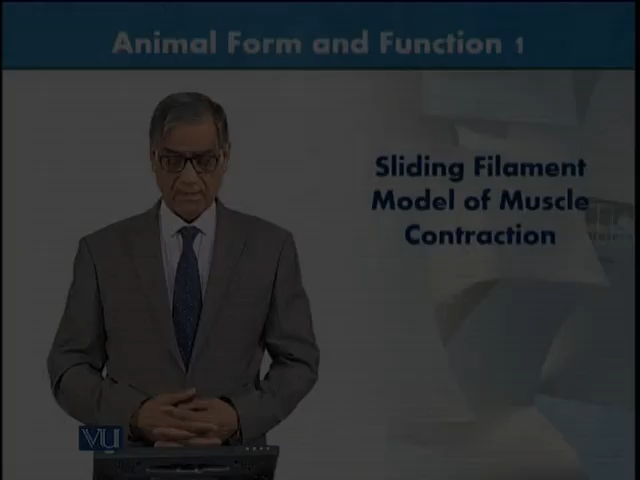 Animal Form and Function 1
Sliding Filament
Model of Muscle
Contraction
VU